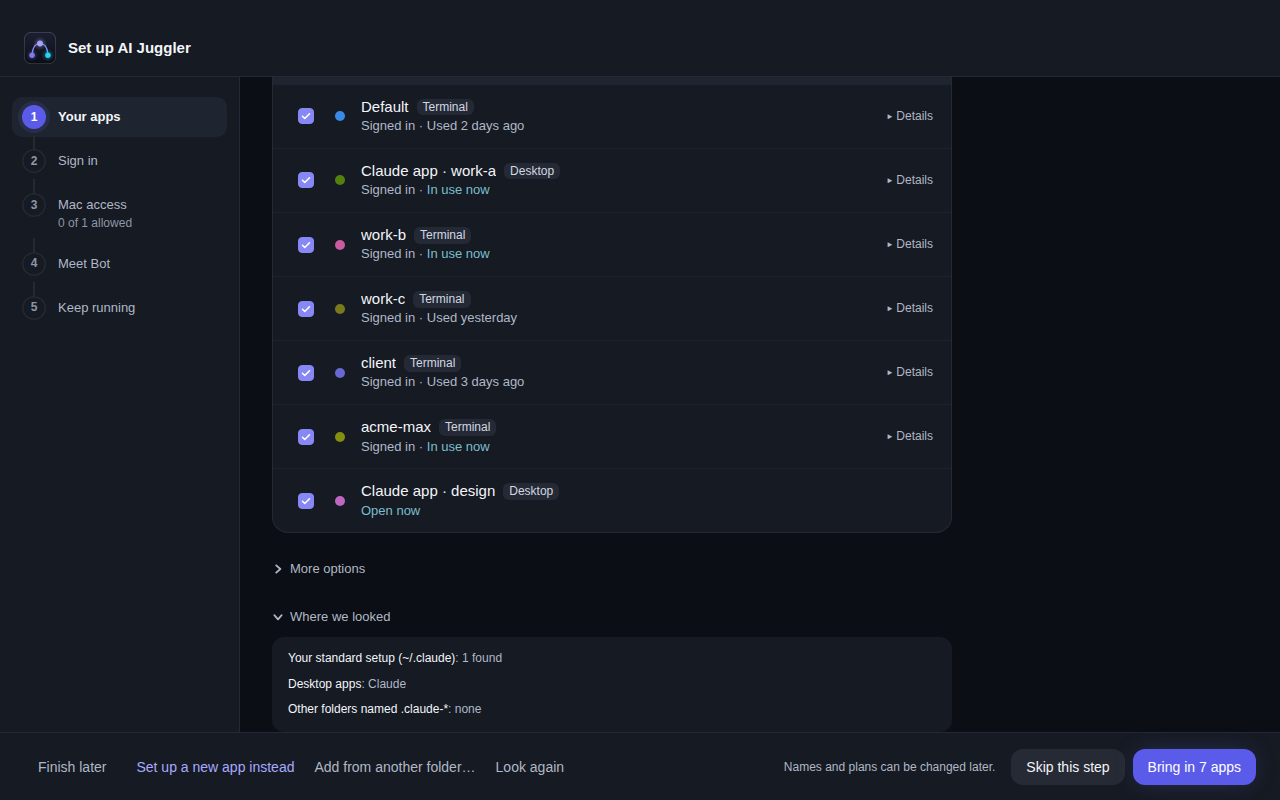 Set up AI Juggler
1 Your apps
2 Sign in
3 Mac access
0 of 1 allowed
4 Meet Bot
5 Keep running
Default Terminal
Signed in · Used 2 days ago
▸ Details
Claude app · work-a Desktop
Signed in · In use now
▸ Details
work-b Terminal
Signed in · In use now
▸ Details
work-c Terminal
Signed in · Used yesterday
▸ Details
client Terminal
Signed in · Used 3 days ago
▸ Details
acme-max Terminal
Signed in · In use now
▸ Details
Claude app · design Desktop
Open now
More options
Where we looked
Your standard setup (~/.claude): 1 found
Desktop apps: Claude
Other folders named .claude-*: none
Finish later Set up a new app instead Add from another folder… Look again Names and plans can be changed later. Skip this step Bring in 7 apps